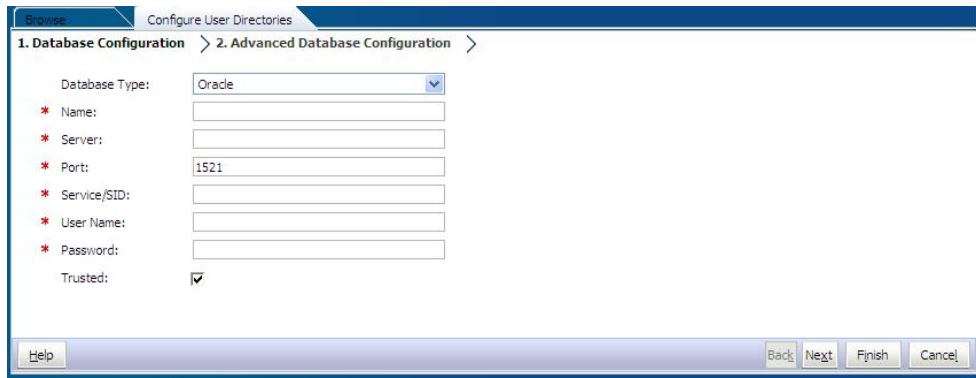 Browse Configure User Directories
1. Database Configuration 2. Advanced Database Configuration
Database Type: Oracle
* Name:
* Server:
* Port: 1521
* Service/SID:
* User Name:
* Password:
Trusted:
Help Back Next Finish Cancel